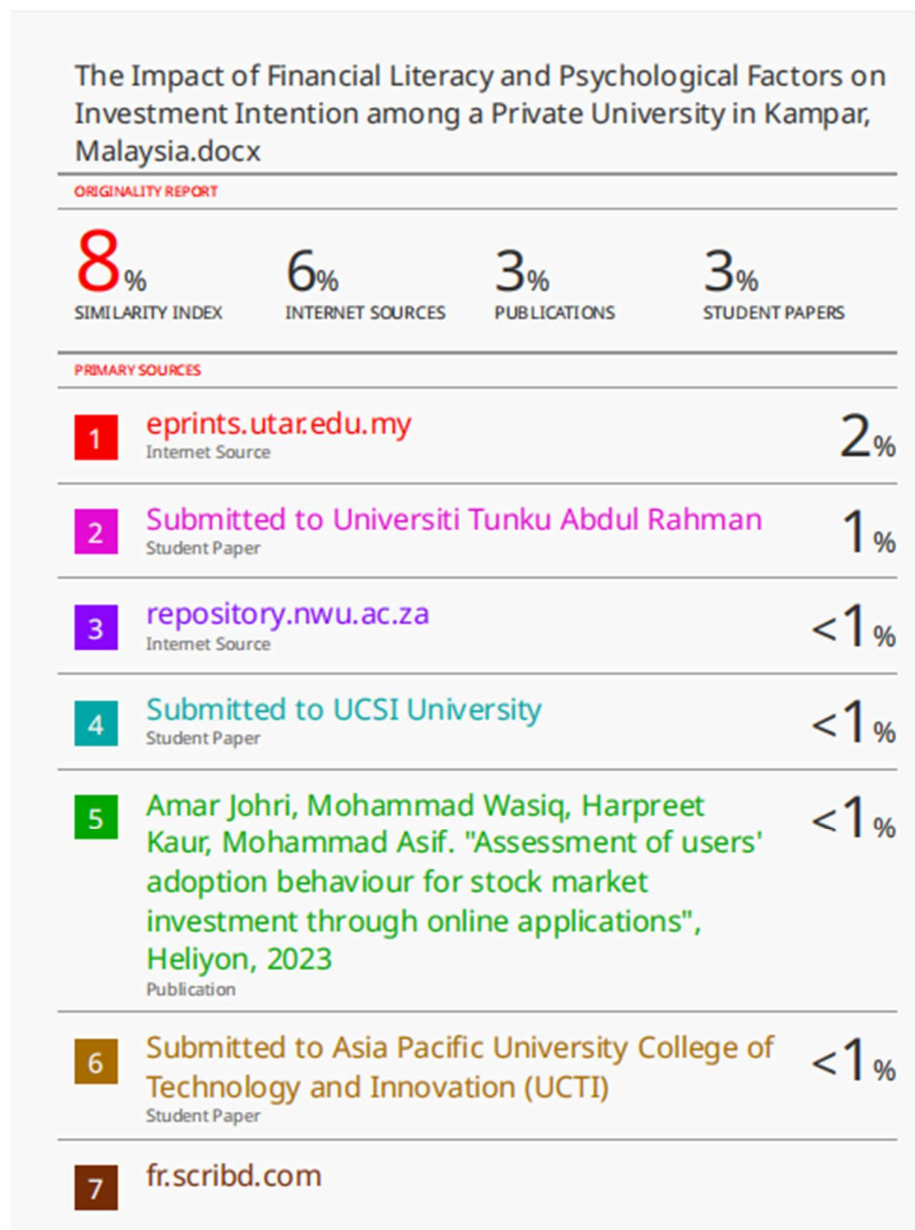 The Impact of Financial Literacy and Psychological Factors on
Investment Intention among a Private University in Kampar,
Malaysia.docx
ORIGINALITY REPORT
8% 6% 3% 3%
SIMILARITY INDEX INTERNET SOURCES PUBLICATIONS STUDENT PAPERS
PRIMARY SOURCES
1 eprints.utar.edu.my 2%
Internet Source
2 Submitted to Universiti Tunku Abdul Rahman 1%
Student Paper
3 repository.nwu.ac.za <1%
Internet Source
4 Submitted to UCSI University <1%
Student Paper
5 Amar Johri, Mohammad Wasiq, Harpreet <1%
Kaur, Mohammad Asif. "Assessment of users'
adoption behaviour for stock market
investment through online applications",
Heliyon, 2023
Publication
6 Submitted to Asia Pacific University College of <1%
Technology and Innovation (UCTI)
Student Paper
7 fr.scribd.com